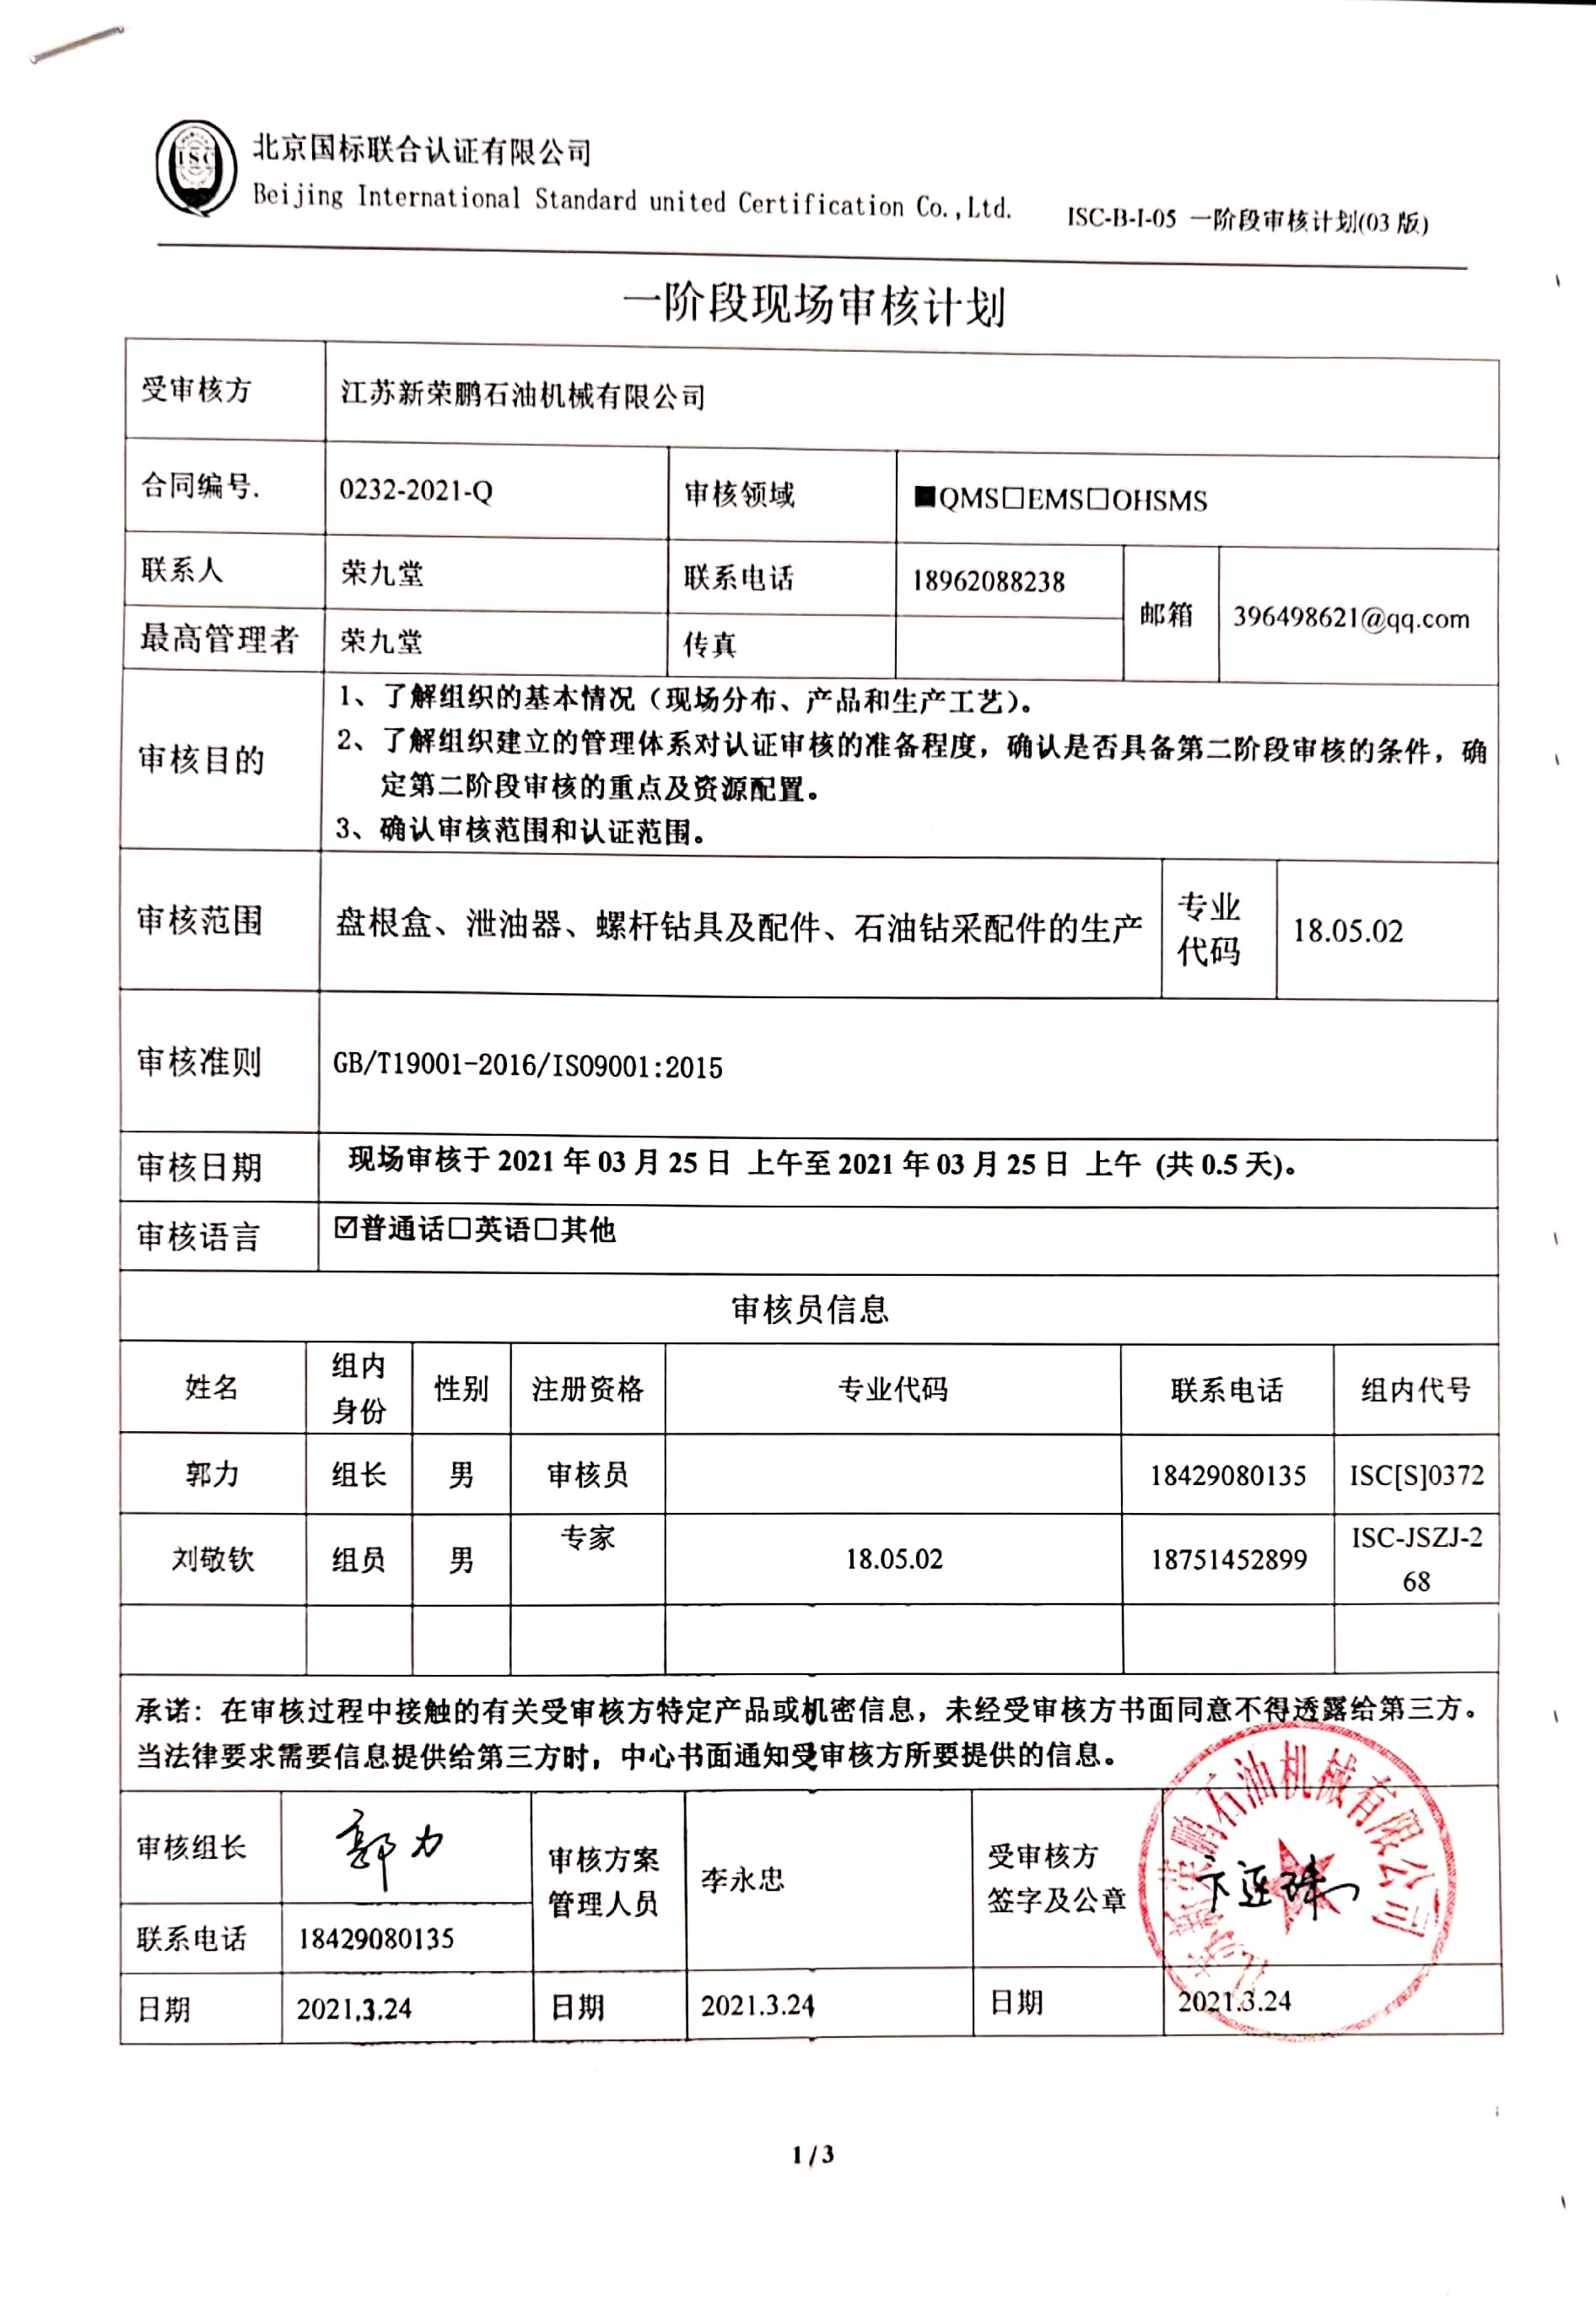 ISC
北京国标联合认证有限公司
Beijing International Standard united Certification Co.,Ltd.
ISC-B-I-05 一阶段审核计划(03 版)
一阶段现场审核计划
受审核方 江苏新荣鹏石油机械有限公司
合同编号. 0232-2021-Q 审核领域 ■QMS□EMS□OHSMS
联系人 荣九堂 联系电话 18962088238 邮箱 396498621@qq.com
最高管理者 荣九堂 传真
审核目的
1、了解组织的基本情况（现场分布、产品和生产工艺）。
2、了解组织建立的管理体系对认证审核的准备程度，确认是否具备第二阶段审核的条件，确
定第二阶段审核的重点及资源配置。
3、确认审核范围和认证范围。
审核范围 盘根盒、泄油器、螺杆钻具及配件、石油钻采配件的生产 专业
代码 18.05.02
审核准则 GB/T19001-2016/ISO9001:2015
审核日期 现场审核于 2021 年 03 月 25 日 上午至 2021 年 03 月 25 日 上午 (共 0.5 天)。
审核语言 ☑普通话□英语□其他
审核员信息
姓名 组内
身份 性别 注册资格 专业代码 联系电话 组内代号
郭力 组长 男 审核员 18429080135 ISC[S]0372
刘敬钦 组员 男 专家 18.05.02 18751452899 ISC-JSZJ-2
68
承诺：在审核过程中接触的有关受审核方特定产品或机密信息，未经受审核方书面同意不得透露给第三方。
当法律要求需要信息提供给第三方时，中心书面通知受审核方所要提供的信息。
审核组长 郭力 审核方案
管理人员 李永忠 受审核方
签字及公章
江苏新荣鹏石油机械有限公司
联系电话 18429080135
日期 2021.3.24 日期 2021.3.24 日期 2021.3.24
1 / 3